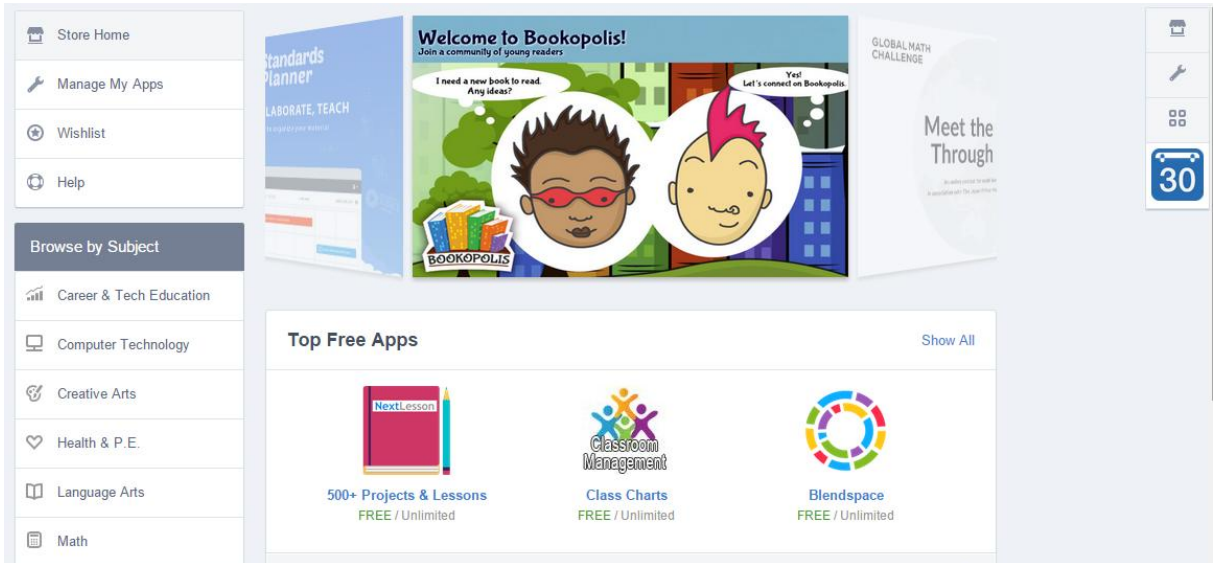 Store Home
Manage My Apps
Wishlist
Help
Browse by Subject
Career & Tech Education
Computer Technology
Creative Arts
Health & P.E.
Language Arts
Math
Standards
Planner
LABORATE, TEACH
Welcome to Bookopolis!
Join a community of young readers
I need a new book to read.
Any ideas?
Yes!
Let's connect on Bookopolis.
BOOKOPOLIS
GLOBAL MATH
CHALLENGE
Meet the
Through
30
Top Free Apps
Show All
NextLesson
500+ Projects & Lessons
FREE / Unlimited
Classroom
Management
Class Charts
FREE / Unlimited
Blendspace
FREE / Unlimited